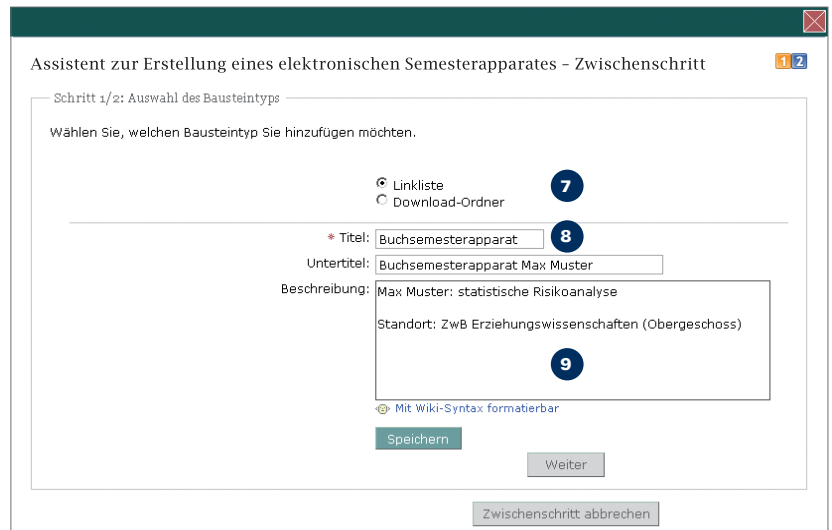 Assistent zur Erstellung eines elektronischen Semesterapparates – Zwischenschritt
1 2
Schritt 1/2: Auswahl des Bausteintyps
Wählen Sie, welchen Bausteintyp Sie hinzufügen möchten.
Linkliste
7
Download-Ordner
* Titel: Buchsemesterapparat
8
Untertitel: Buchsemesterapparat Max Muster
Beschreibung: Max Muster: statistische Risikoanalyse
Standort: ZwB Erziehungswissenschaften (Obergeschoss)
9
Mit Wiki-Syntax formatierbar
Speichern
Weiter
Zwischenschritt abbrechen